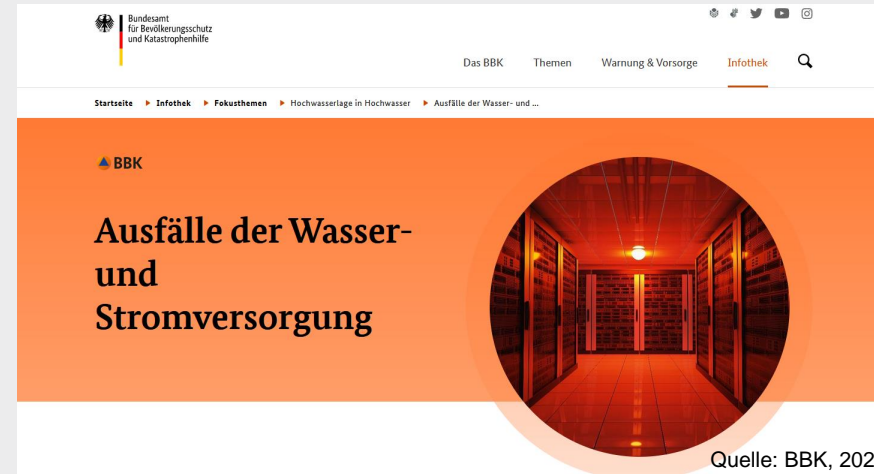 Bundesamt
für Bevölkerungsschutz
und Katastrophenhilfe
Das BBK Themen Warnung & Vorsorge Infothek
Startseite Infothek Fokusthemen Hochwasserlage in Hochwasser Ausfälle der Wasser- und ...
BBK
Ausfälle der Wasser-
und
Stromversorgung
Quelle: BBK, 202